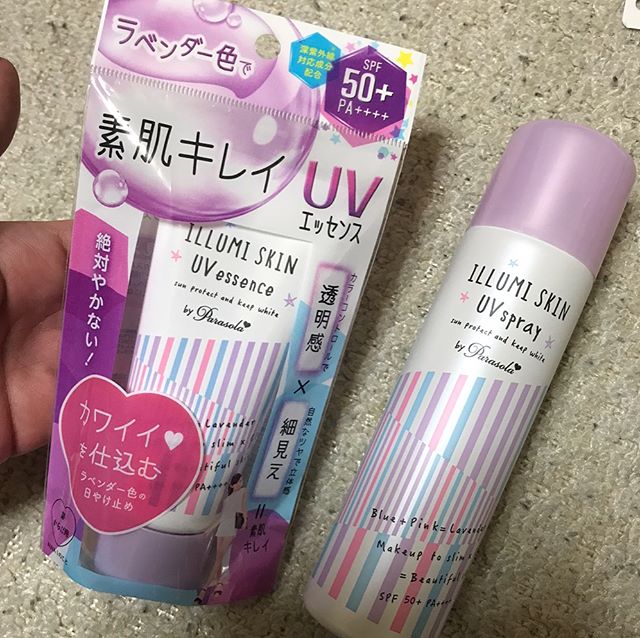 ラベンダー色で
素肌キレイ
UV
エッセンス
深紫外線
対応成分
配合
SPF
50+
PA++++
絶対やかない!
ILLUMI SKIN
UV essence
sun protect and keep white
by Parasola
カラーコントロールで
透明感
×
自然なツヤで立体感
細見え
=
素肌
キレイ
カワイイ
を仕込む
ラベンダー色の
日やけ止め
= Lavender
to slim x
Beautiful
PA++++
ILLUMI SKIN
UV spray
sun protect and keep white
by Parasola
Blue + Pink = Lavender
Makeup to slim x
= Beautiful
SPF 50+ PA++++